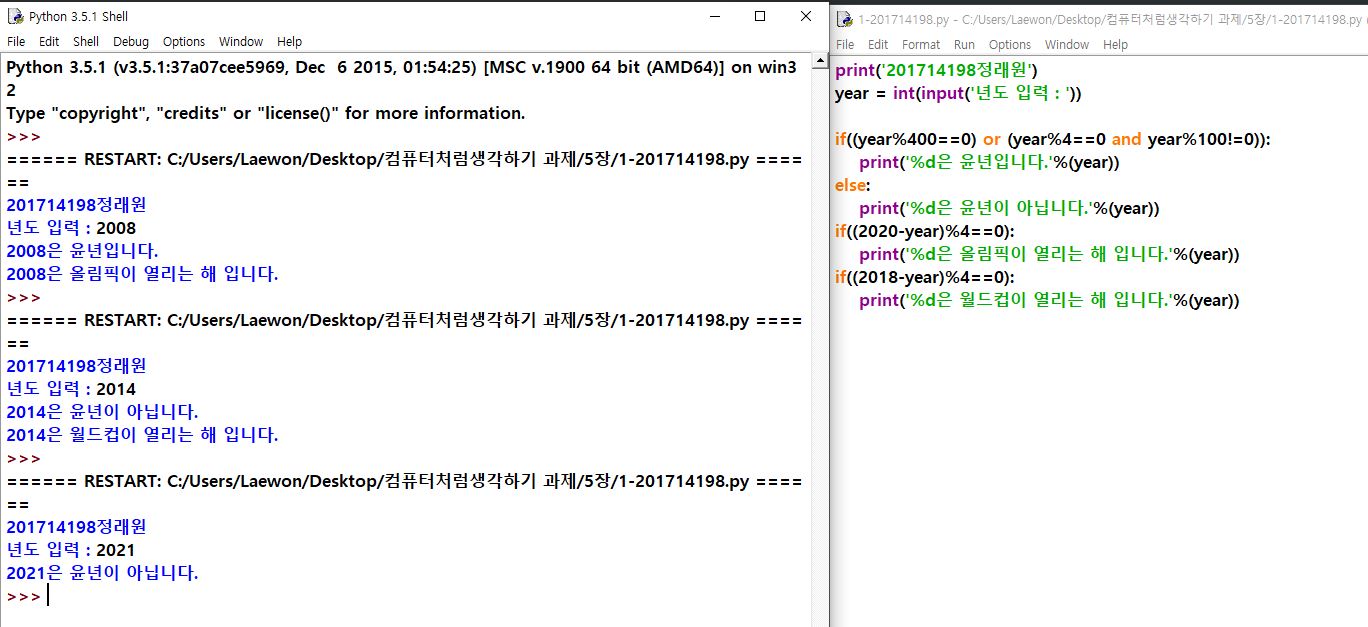 Python 3.5.1 Shell
File Edit Shell Debug Options Window Help
Python 3.5.1 (v3.5.1:37a07cee5969, Dec  6 2015, 01:54:25) [MSC v.1900 64 bit (AMD64)] on win3
2
Type "copyright", "credits" or "license()" for more information.
>>>
====== RESTART: C:/Users/Laewon/Desktop/컴퓨터처럼생각하기 과제/5장/1-201714198.py ====
==
201714198정래원
년도 입력 : 2008
2008은 윤년입니다.
2008은 올림픽이 열리는 해 입니다.
>>>
====== RESTART: C:/Users/Laewon/Desktop/컴퓨터처럼생각하기 과제/5장/1-201714198.py ====
==
201714198정래원
년도 입력 : 2014
2014은 윤년이 아닙니다.
2014은 월드컵이 열리는 해 입니다.
>>>
====== RESTART: C:/Users/Laewon/Desktop/컴퓨터처럼생각하기 과제/5장/1-201714198.py ====
==
201714198정래원
년도 입력 : 2021
2021은 윤년이 아닙니다.
>>>
1-201714198.py - C:/Users/Laewon/Desktop/컴퓨터처럼생각하기 과제/5장/1-201714198.py
File Edit Format Run Options Window Help
print('201714198정래원')
year = int(input('년도 입력 : '))
if((year%400==0) or (year%4==0 and year%100!=0)):
    print('%d은 윤년입니다.'%(year))
else:
    print('%d은 윤년이 아닙니다.'%(year))
if((2020-year)%4==0):
    print('%d은 올림픽이 열리는 해 입니다.'%(year))
if((2018-year)%4==0):
    print('%d은 월드컵이 열리는 해 입니다.'%(year))